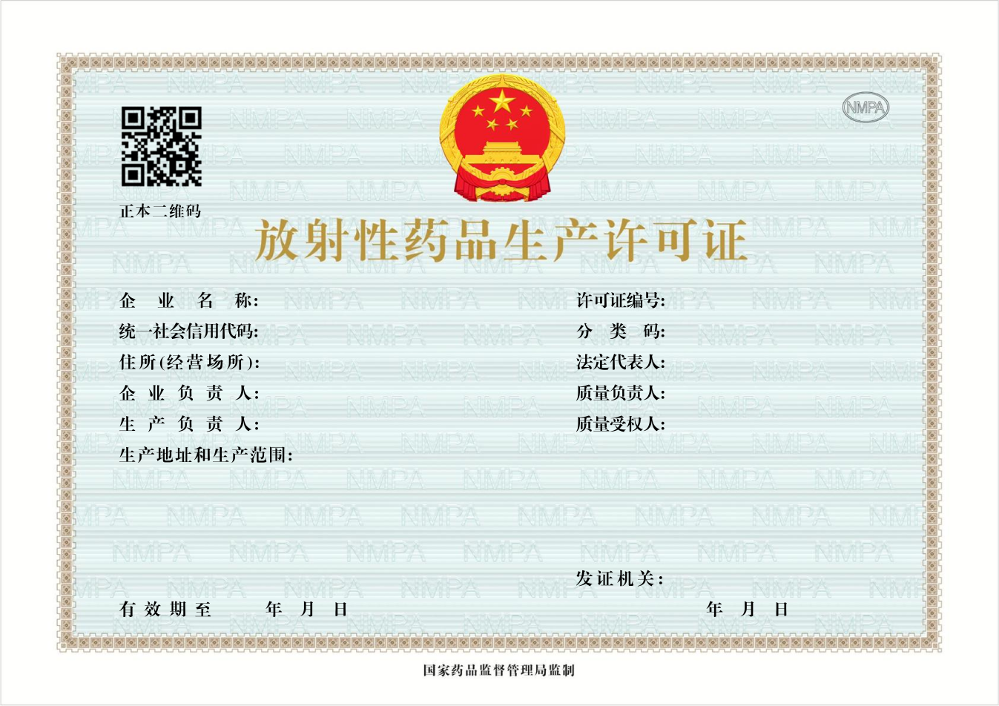 NMPA
正本二维码
放射性药品生产许可证
企业名称:
许可证编号:
统一社会信用代码:
分类码:
住所(经营场所):
法定代表人:
企业负责人:
质量负责人:
生产负责人:
质量受权人:
生产地址和生产范围:
发证机关:
有效期至 年 月 日
年 月 日
国家药品监督管理局监制